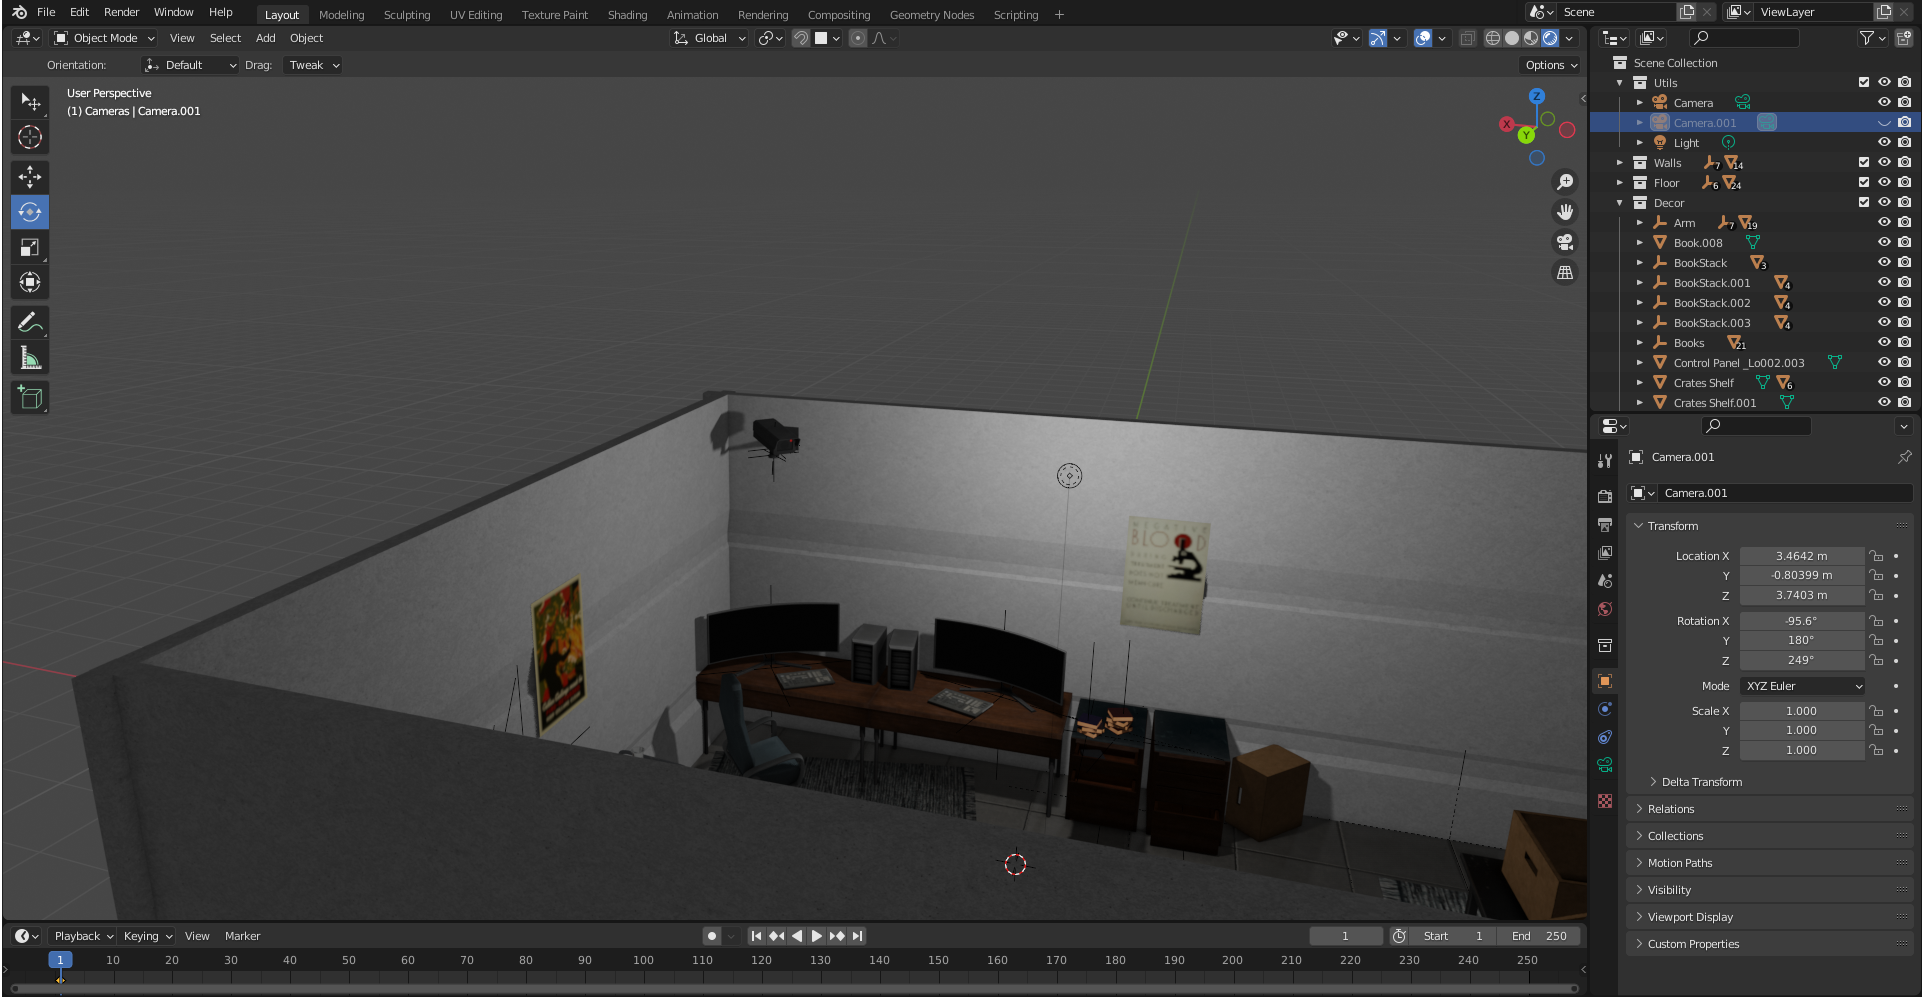 File Edit Render Window Help
Layout Modeling Sculpting UV Editing Texture Paint Shading Animation Rendering Compositing Geometry Nodes Scripting +
Scene
ViewLayer
Object Mode View Select Add Object
Global
Orientation: Default Drag: Tweak
Options
User Perspective
(1) Cameras | Camera.001
Z
X
Y
BLOOD
Scene Collection
Utils
Camera
Camera.001
Light
Walls 7 14
Floor 6 24
Decor
Arm 7 19
Book.008
BookStack 3
BookStack.001 4
BookStack.002 4
BookStack.003 4
Books 21
Control Panel _Lo002.003
Crates Shelf 6
Crates Shelf.001
Camera.001
Camera.001
Transform
Location X 3.4642 m
Y -0.80399 m
Z 3.7403 m
Rotation X -95.6°
Y 180°
Z 249°
Mode XYZ Euler
Scale X 1.000
Y 1.000
Z 1.000
Delta Transform
Relations
Collections
Motion Paths
Visibility
Viewport Display
Custom Properties
Playback Keying View Marker
1 Start 1 End 250
1 10 20 30 40 50 60 70 80 90 100 110 120 130 140 150 160 170 180 190 200 210 220 230 240 250